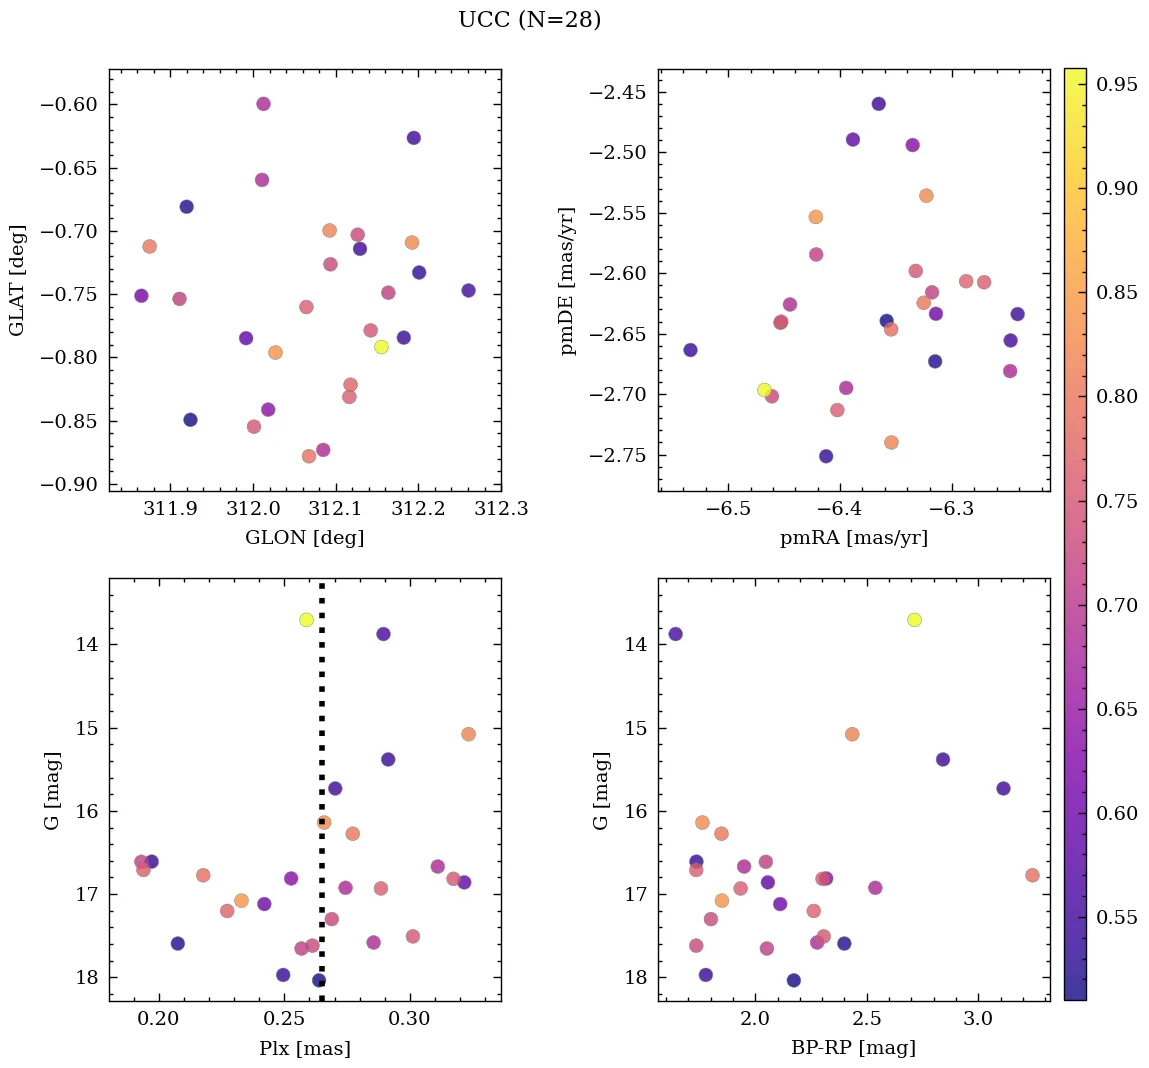 UCC (N=28)
−0.60
−0.65
−0.70
−0.75
−0.80
−0.85
−0.90
GLAT [deg]
311.9 312.0 312.1 312.2 312.3
GLON [deg]
−2.45
−2.50
−2.55
−2.60
−2.65
−2.70
−2.75
pmDE [mas/yr]
−6.5 −6.4 −6.3
pmRA [mas/yr]
0.95
0.90
0.85
0.80
0.75
0.70
0.65
0.60
0.55
14
15
16
17
18
G [mag]
0.20 0.25 0.30
Plx [mas]
14
15
16
17
18
G [mag]
2.0 2.5 3.0
BP-RP [mag]